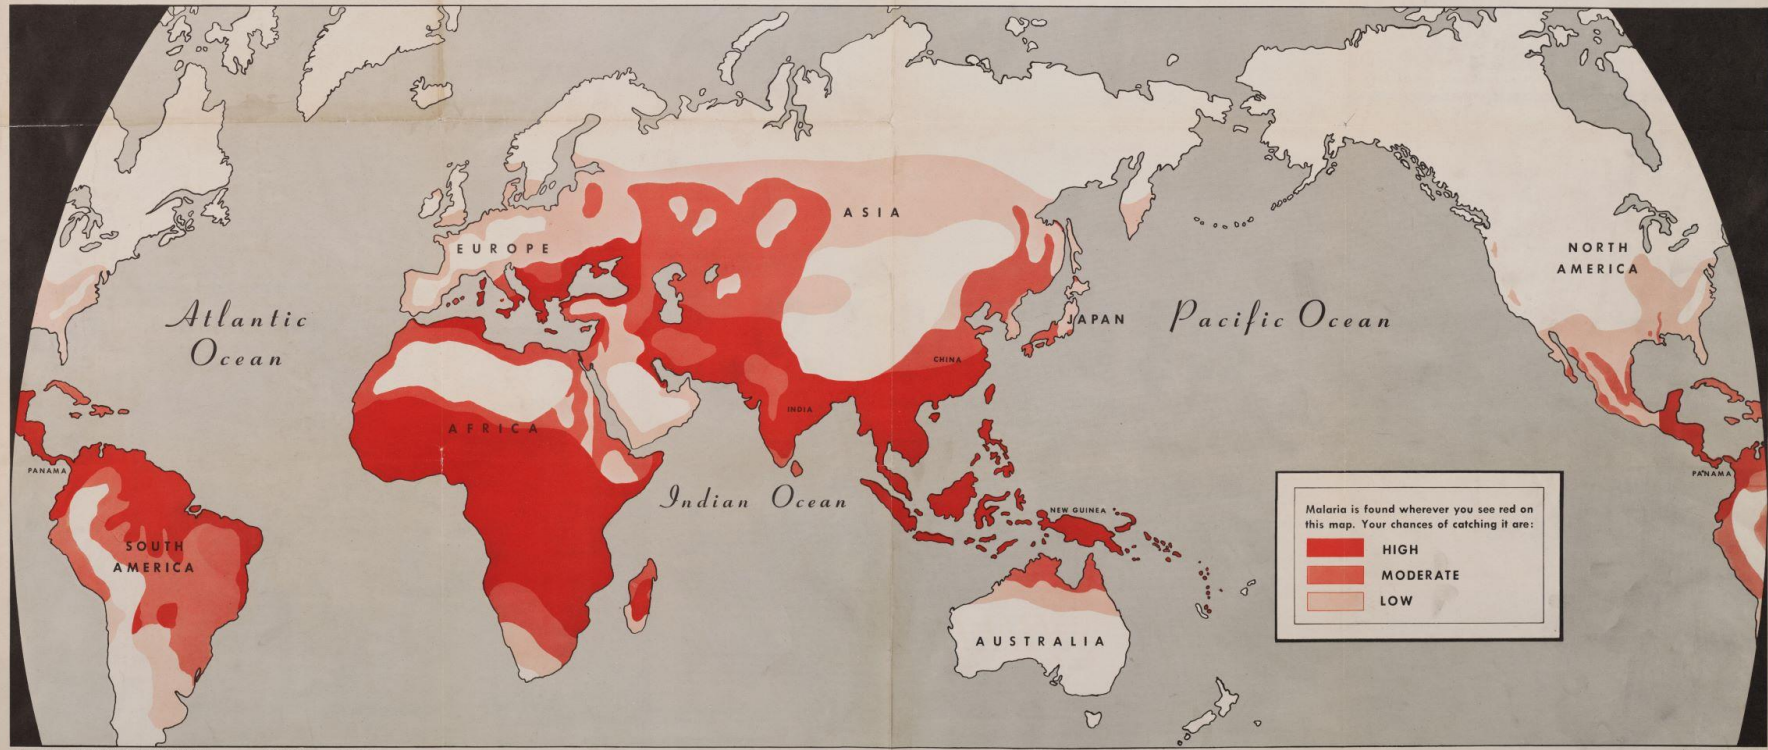 ASIA
EUROPE
NORTH
AMERICA
Atlantic
Ocean
JAPAN
Pacific Ocean
CHINA
INDIA
AFRICA
PANAMA
PANAMA
Indian Ocean
NEW GUINEA
SOUTH
AMERICA
AUSTRALIA
Malaria is found wherever you see red on
this map. Your chances of catching it are:
HIGH
MODERATE
LOW